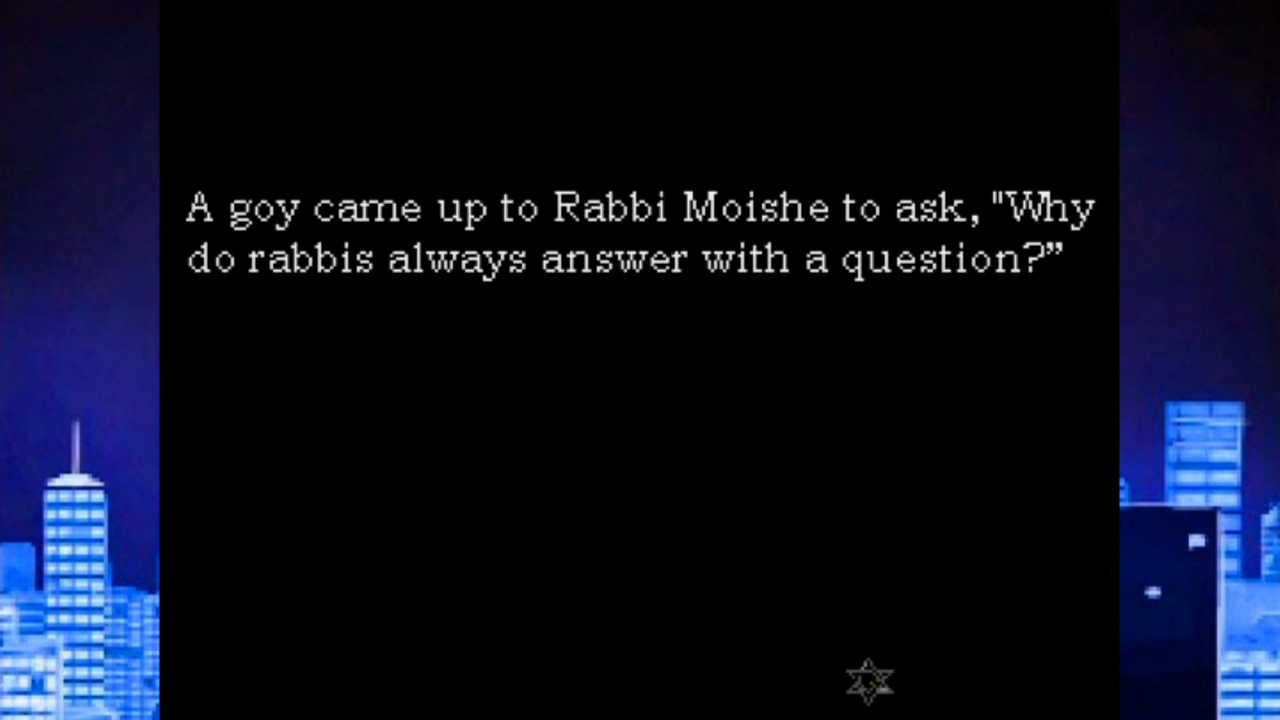 A goy came up to Rabbi Moishe to ask, "Why
do rabbis always answer with a question?”